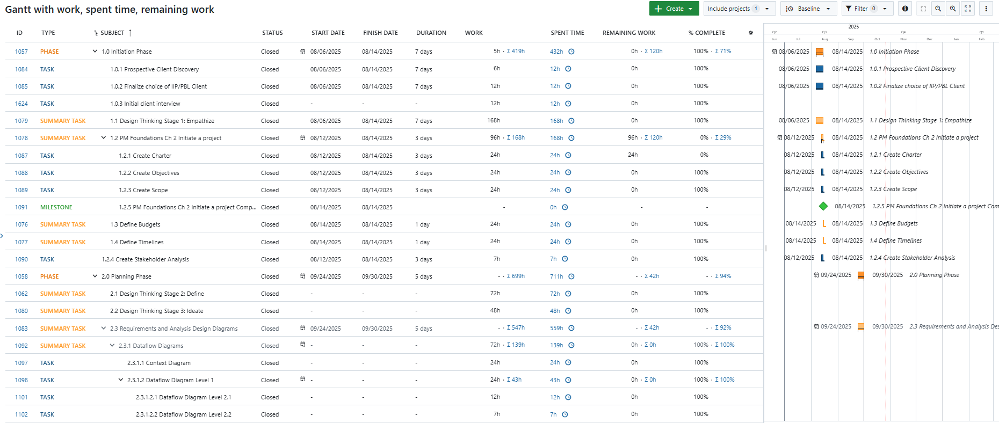 Gantt with work, spent time, remaining work
Create Include projects 1 Baseline Filter 0
ID TYPE SUBJECT STATUS START DATE FINISH DATE DURATION WORK SPENT TIME REMAINING WORK % COMPLETE
2025
Q2 Q3 Q4 Q1
Jun Jul Aug Sep Oct Nov Dec Jan Feb
1057 PHASE 1.0 Initiation Phase Closed 08/06/2025 08/14/2025 7 days 5h · Σ 419h 432h 0h · Σ 120h 100% · Σ 71% 08/06/2025 08/14/2025 1.0 Initiation Phase
1084 TASK 1.0.1 Prospective Client Discovery Closed 08/06/2025 08/14/2025 7 days 6h 12h 0h 100% 08/06/2025 08/14/2025 1.0.1 Prospective Client Discovery
1085 TASK 1.0.2 Finalize choice of IIP/PBL Client Closed 08/06/2025 08/14/2025 7 days 12h 12h 0h 100% 08/06/2025 08/14/2025 1.0.2 Finalize choice of IIP/PBL Client
1624 TASK 1.0.3 Initial client interview Closed - - - 12h 12h 0h 100%
1079 SUMMARY TASK 1.1 Design Thinking Stage 1: Empathize Closed 08/06/2025 08/14/2025 7 days 168h 168h 0h 100% 08/06/2025 08/14/2025 1.1 Design Thinking Stage 1: Empathize
1078 SUMMARY TASK 1.2 PM Foundations Ch 2 Initiate a project Closed 08/12/2025 08/14/2025 3 days 96h · Σ 168h 168h 96h · Σ 120h 0% · Σ 29% 08/12/2025 08/14/2025 1.2 PM Foundations Ch 2 Initiate a project
1087 TASK 1.2.1 Create Charter Closed 08/12/2025 08/14/2025 3 days 24h 24h 24h 0% 08/12/2025 08/14/2025 1.2.1 Create Charter
1088 TASK 1.2.2 Create Objectives Closed 08/12/2025 08/14/2025 3 days 24h 24h 0h 100% 08/12/2025 08/14/2025 1.2.2 Create Objectives
1089 TASK 1.2.3 Create Scope Closed 08/12/2025 08/14/2025 3 days 24h 24h 0h 100% 08/12/2025 08/14/2025 1.2.3 Create Scope
1091 MILESTONE 1.2.5 PM Foundations Ch 2 Initiate a project Comp... Closed 08/14/2025 08/14/2025 - 0h - - 08/14/2025 1.2.5 PM Foundations Ch 2 Initiate a project Com
1076 SUMMARY TASK 1.3 Define Budgets Closed 08/14/2025 08/14/2025 1 day 24h 24h 0h 100% 08/14/2025 08/14/2025 1.3 Define Budgets
1077 SUMMARY TASK 1.4 Define Timelines Closed 08/14/2025 08/14/2025 1 day 24h 24h 0h 100% 08/14/2025 08/14/2025 1.4 Define Timelines
1090 TASK 1.2.4 Create Stakeholder Analysis Closed 08/12/2025 08/14/2025 3 days 7h 7h 0h 100% 08/12/2025 08/14/2025 1.2.4 Create Stakeholder Analysis
1058 PHASE 2.0 Planning Phase Closed 09/24/2025 09/30/2025 5 days - · Σ 699h 711h - · Σ 42h - · Σ 94% 09/24/2025 09/30/2025 2.0 Planning Phase
1062 SUMMARY TASK 2.1 Design Thinking Stage 2: Define Closed - - - 72h 72h 0h 100%
1080 SUMMARY TASK 2.2 Design Thinking Stage 3: Ideate Closed - - - 48h 48h 0h 100%
1083 SUMMARY TASK 2.3 Requirements and Analysis Design Diagrams Closed 09/24/2025 09/30/2025 5 days - · Σ 547h 559h - · Σ 42h - · Σ 92% 09/24/2025 09/30/2025 2.3 Requirements and Analysis Des
1092 SUMMARY TASK 2.3.1 Dataflow Diagrams Closed - - - 72h · Σ 139h 139h 0h · Σ 0h 100% · Σ 100%
1097 TASK 2.3.1.1 Context Diagram Closed - - - 24h 24h 0h 100%
1098 TASK 2.3.1.2 Dataflow Diagram Level 1 Closed - - - 24h · Σ 43h 43h 0h · Σ 0h 100% · Σ 100%
1101 TASK 2.3.1.2.1 Dataflow Diagram Level 2.1 Closed - - - 12h 12h 0h 100%
1102 TASK 2.3.1.2.2 Dataflow Diagram Level 2.2 Closed - - - 7h 7h 0h 100%